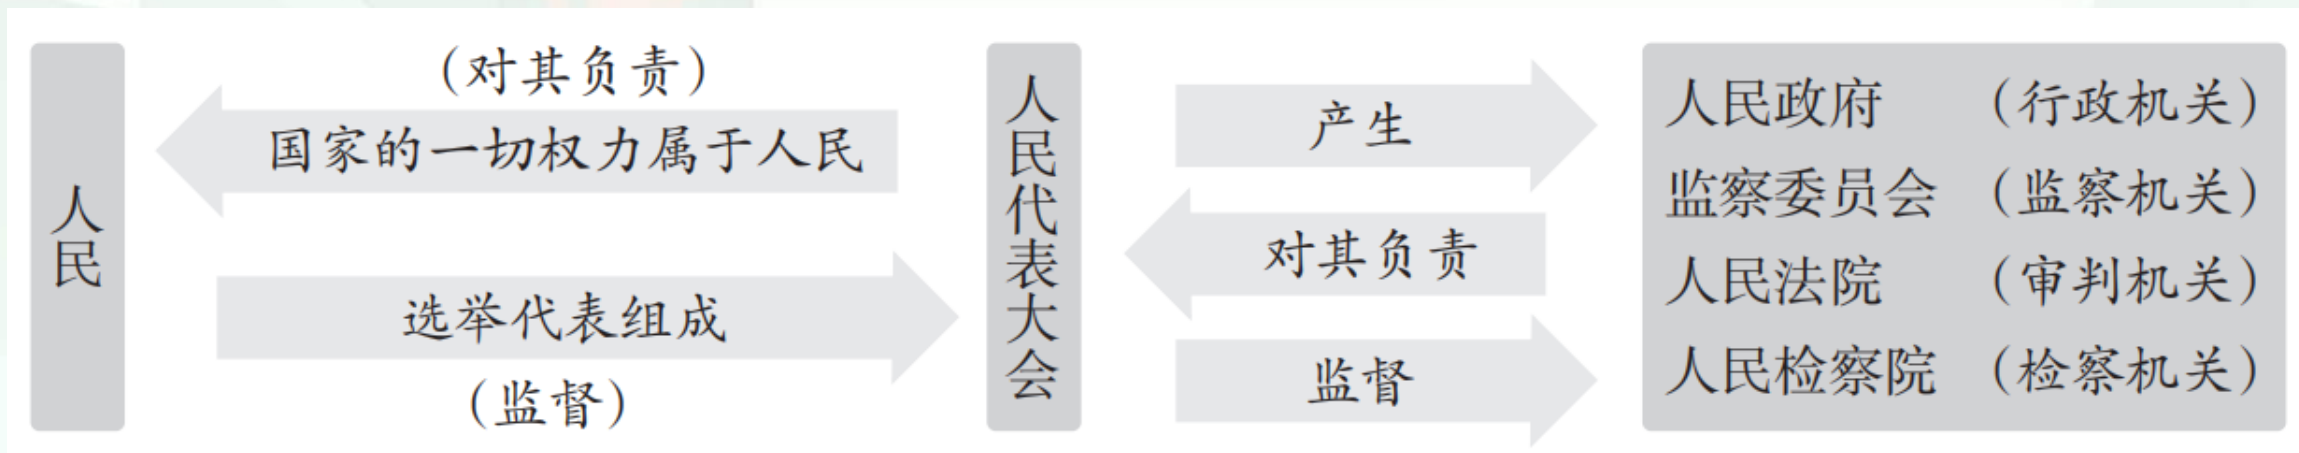 人民
（对其负责）
国家的一切权力属于人民
选举代表组成
（监督）
人民代表大会
产生
对其负责
监督
人民政府 （行政机关）
监察委员会 （监察机关）
人民法院 （审判机关）
人民检察院 （检察机关）